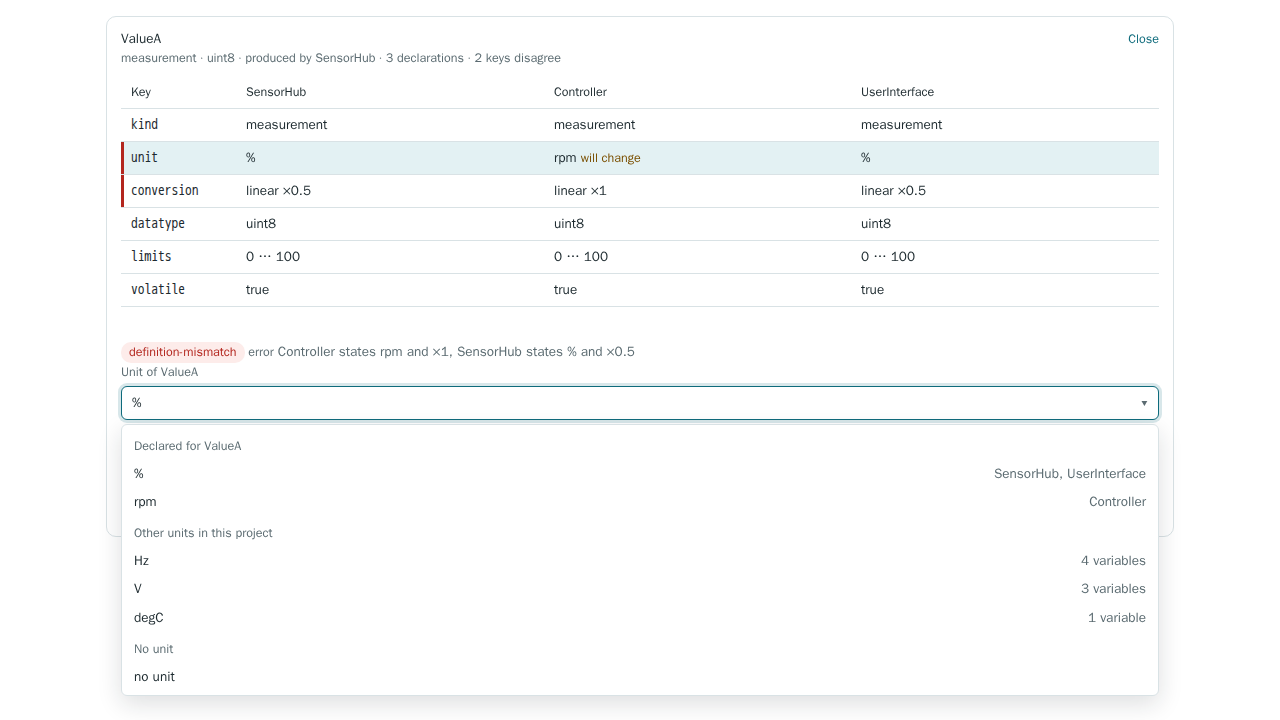 ValueA
Close
measurement · uint8 · produced by SensorHub · 3 declarations · 2 keys disagree
Key SensorHub Controller UserInterface
kind measurement measurement measurement
unit % rpm will change %
conversion linear ×0.5 linear ×1 linear ×0.5
datatype uint8 uint8 uint8
limits 0 ⋯ 100 0 ⋯ 100 0 ⋯ 100
volatile true true true
definition-mismatch error Controller states rpm and ×1, SensorHub states % and ×0.5
Unit of ValueA
%
Declared for ValueA
% SensorHub, UserInterface
rpm Controller
Other units in this project
Hz 4 variables
V 3 variables
degC 1 variable
No unit
no unit